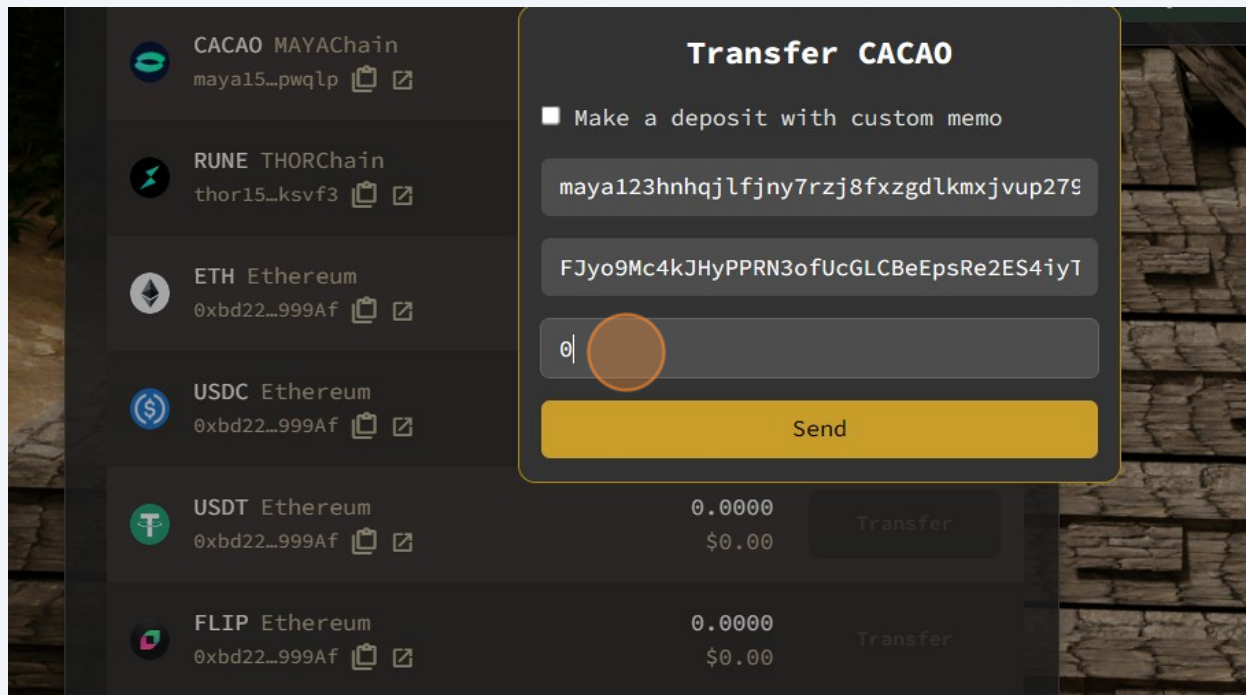 CACAO MAYAChain
maya15…pwqlp
RUNE THORChain
thor15…ksvf3
ETH Ethereum
0xbd22…999Af
USDC Ethereum
0xbd22…999Af
USDT Ethereum
0xbd22…999Af
0.0000
$0.00
Transfer
FLIP Ethereum
0xbd22…999Af
0.0000
$0.00
Transfer
Transfer CACAO
Make a deposit with custom memo
maya123hnhqjlfjny7rzj8fxzgdlkmxjvup279
FJyo9Mc4kJHyPPRN3ofUcGLCBeEpsRe2ES4iyT
0
Send